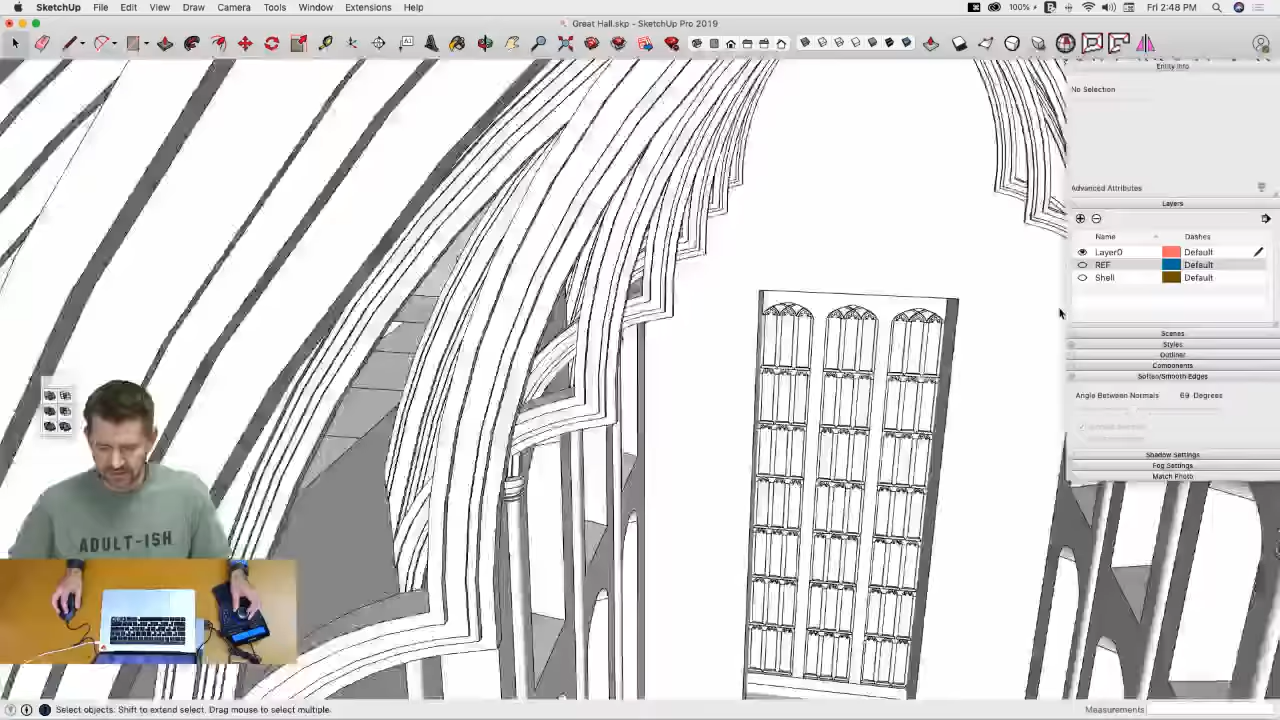 SketchUp File Edit View Draw Camera Tools Window Extensions Help
100% Fri 2:48 PM
Great Hall.skp - SketchUp Pro 2019
Entity Info
No Selection
Advanced Attributes
Layers
Name Dashes
Layer0 Default
REF Default
Shell Default
Scenes
Styles
Outliner
Components
Soften/Smooth Edges
Angle Between Normals 69 Degrees
Shadow Settings
Fog Settings
Match Photo
ADULT-ISH
Select objects. Shift to extend select. Drag mouse to select multiple.
Measurements